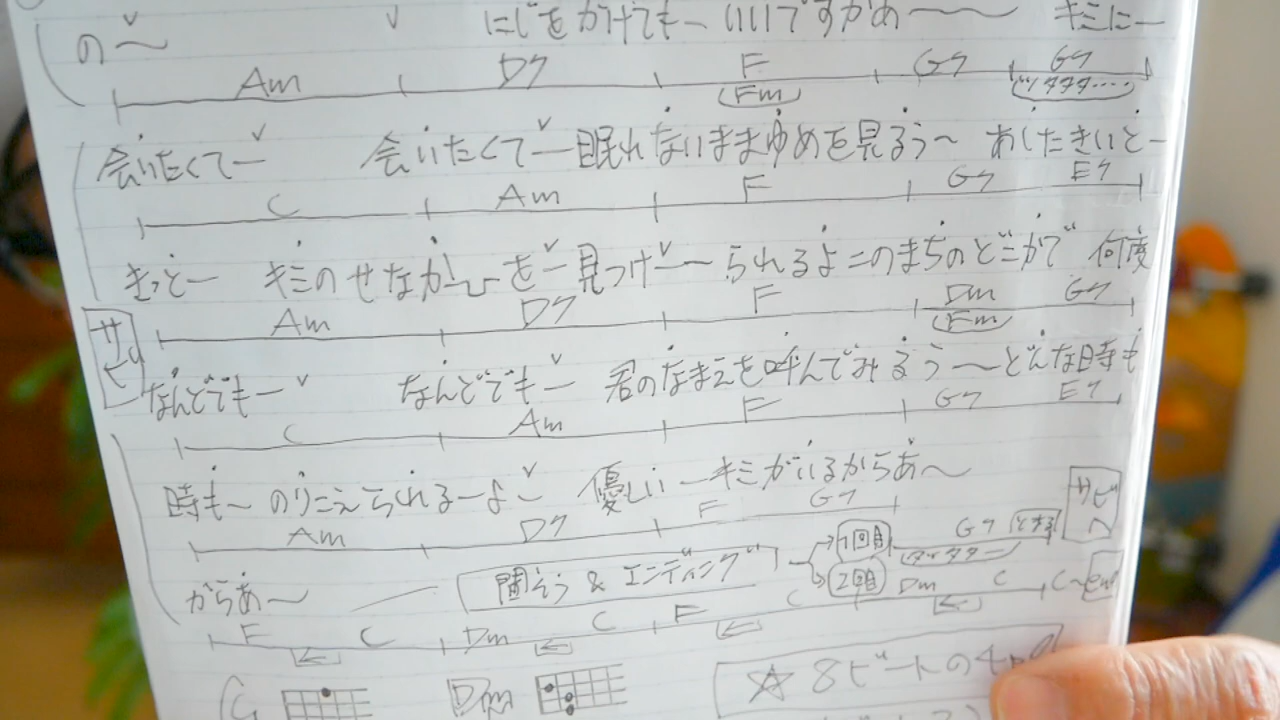 の〜 にじをかけても〜 いいですかあ〜 キミにー
Am D7 F G7 G7
(Fm) ジャタタタ・・・・
会いたくてー 会いたくてー眠れないままゆめを見るう〜 あしたきいとー
C Am F G7 E7
きっとー キミのせなかーを一見つけー〜られるよこのまちのどこかで 何度
Am D7 F Dm G7
(Fm)
サビ
なんどでもー なんどでもー 君のなまえを呼んでみるう〜どんな時も
C Am F G7 E7
時も〜 のりこえられるーよ〜 優しいーキミがいるからあ〜
Am D7 F G7
からあ〜 間そう & エンディング 1回目 G7 とめる サビへ
2回目 Dm C C〜 end
F C Dm C F C
C Dm ☆8ビートの